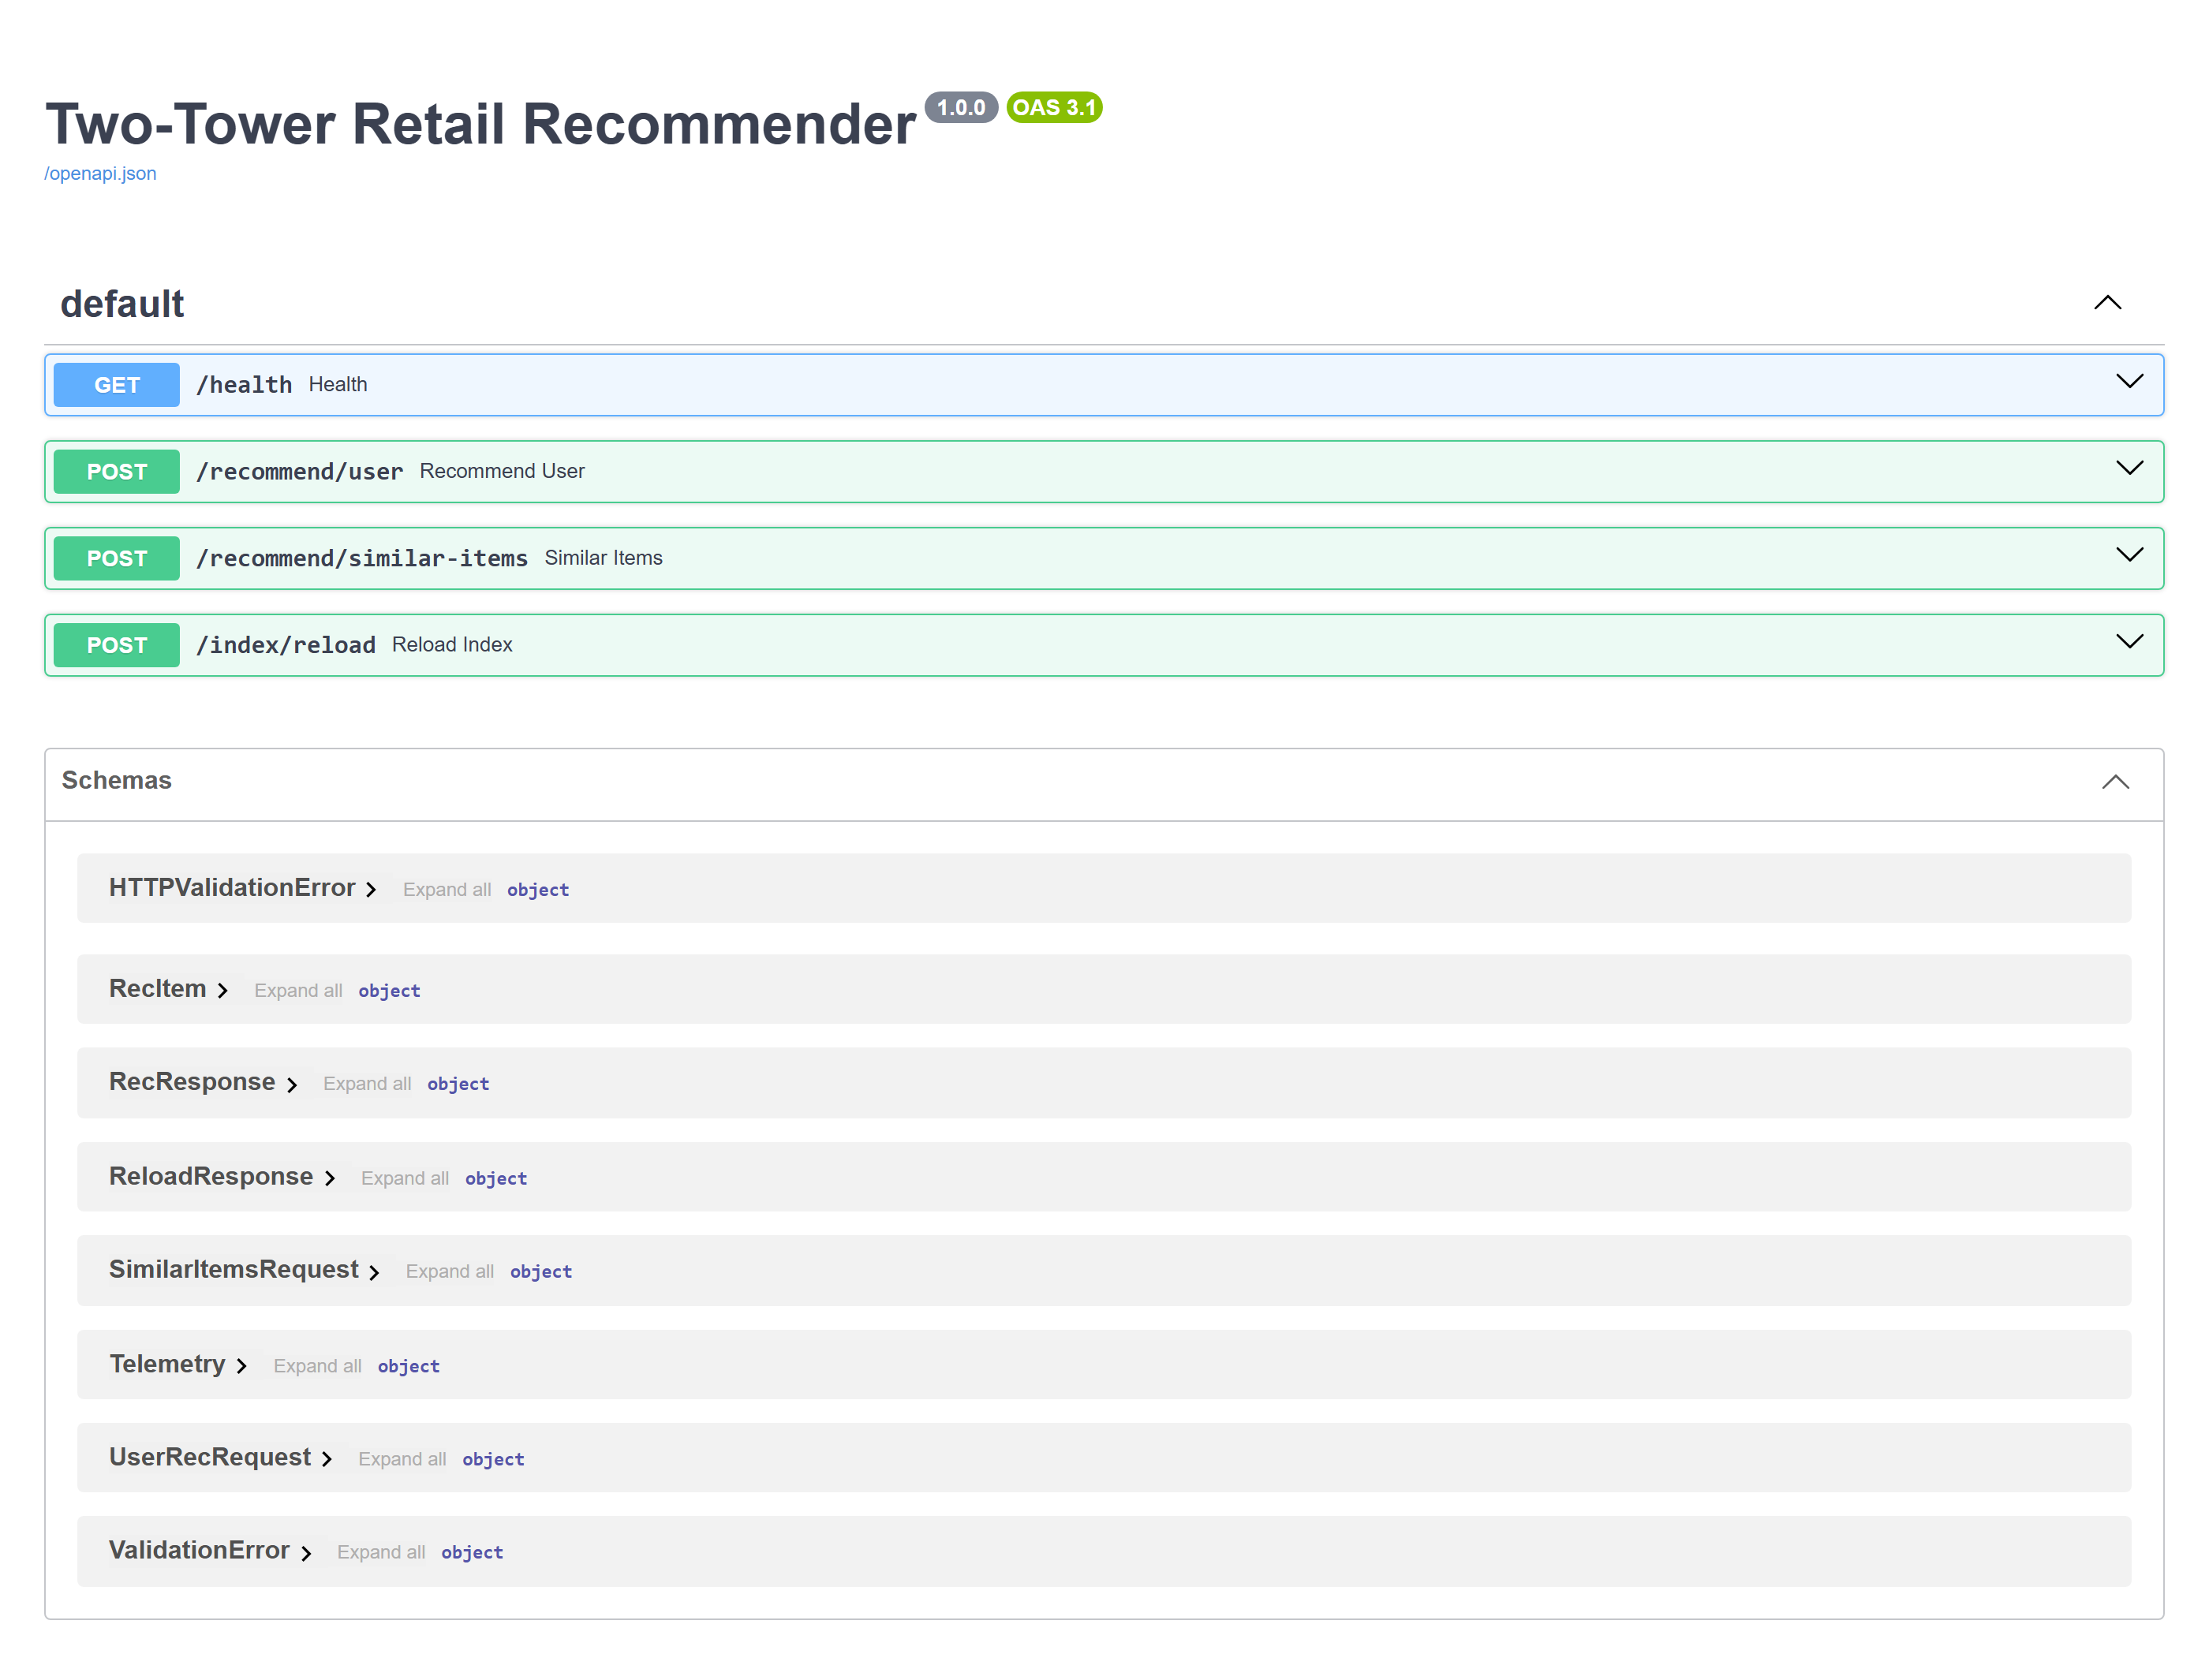 Two-Tower Retail Recommender 1.0.0 OAS 3.1
/openapi.json
default
GET /health Health
POST /recommend/user Recommend User
POST /recommend/similar-items Similar Items
POST /index/reload Reload Index
Schemas
HTTPValidationError Expand all object
RecItem Expand all object
RecResponse Expand all object
ReloadResponse Expand all object
SimilarItemsRequest Expand all object
Telemetry Expand all object
UserRecRequest Expand all object
ValidationError Expand all object